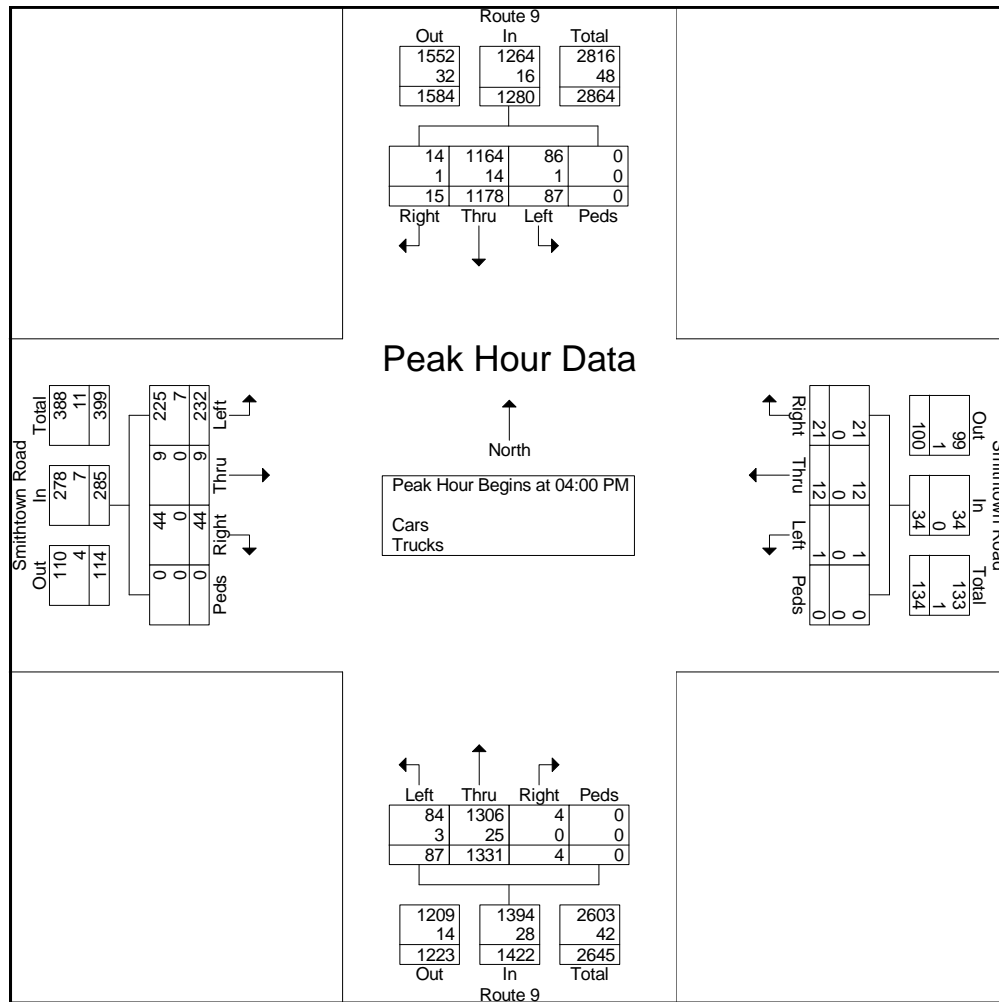 Route 9
Out In Total
1552 1264 2816
32 16 48
1584 1280 2864
14 1164 86 0
1 14 1 0
15 1178 87 0
Right Thru Left Peds
Smithtown Road
Out In Total
110 278 388
4 7 11
114 285 399
0 44 9 225
0 0 0 7
0 44 9 232
Peds Right Thru Left
Peak Hour Data
North
Peak Hour Begins at 04:00 PM
Cars
Trucks
Smithtown Road
Out In Total
99 34 133
1 0 1
100 34 134
21 12 1 0
0 0 0 0
21 12 1 0
Right Thru Left Peds
Left Thru Right Peds
84 1306 4 0
3 25 0 0
87 1331 4 0
1209 1394 2603
14 28 42
1223 1422 2645
Out In Total
Route 9